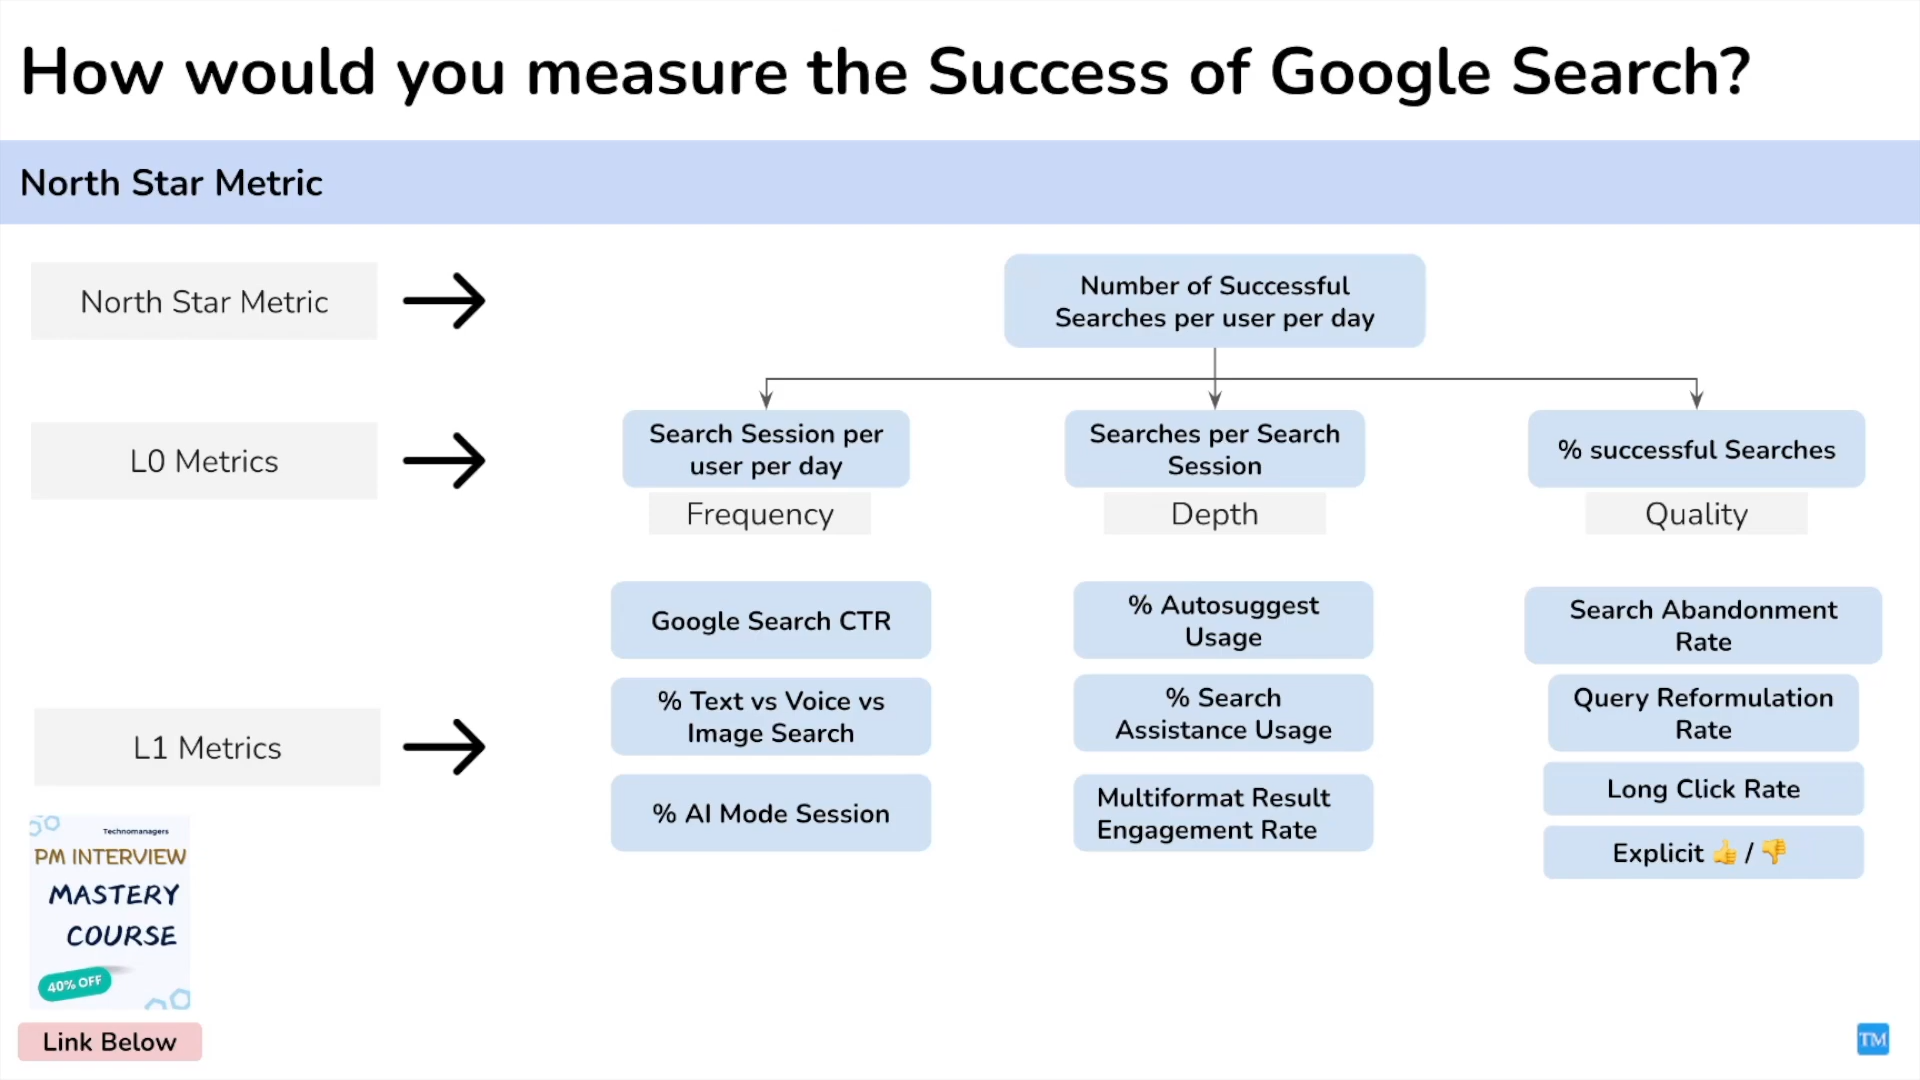 How would you measure the Success of Google Search?
North Star Metric
North Star Metric
Number of Successful
Searches per user per day
L0 Metrics
Search Session per
user per day
Frequency
Searches per Search
Session
Depth
% successful Searches
Quality
L1 Metrics
Google Search CTR
% Text vs Voice vs
Image Search
% AI Mode Session
% Autosuggest
Usage
% Search
Assistance Usage
Multiformat Result
Engagement Rate
Search Abandonment
Rate
Query Reformulation
Rate
Long Click Rate
Explicit 👍 / 👎
Technomanagers
PM INTERVIEW
MASTERY
COURSE
40% OFF
Link Below
TM